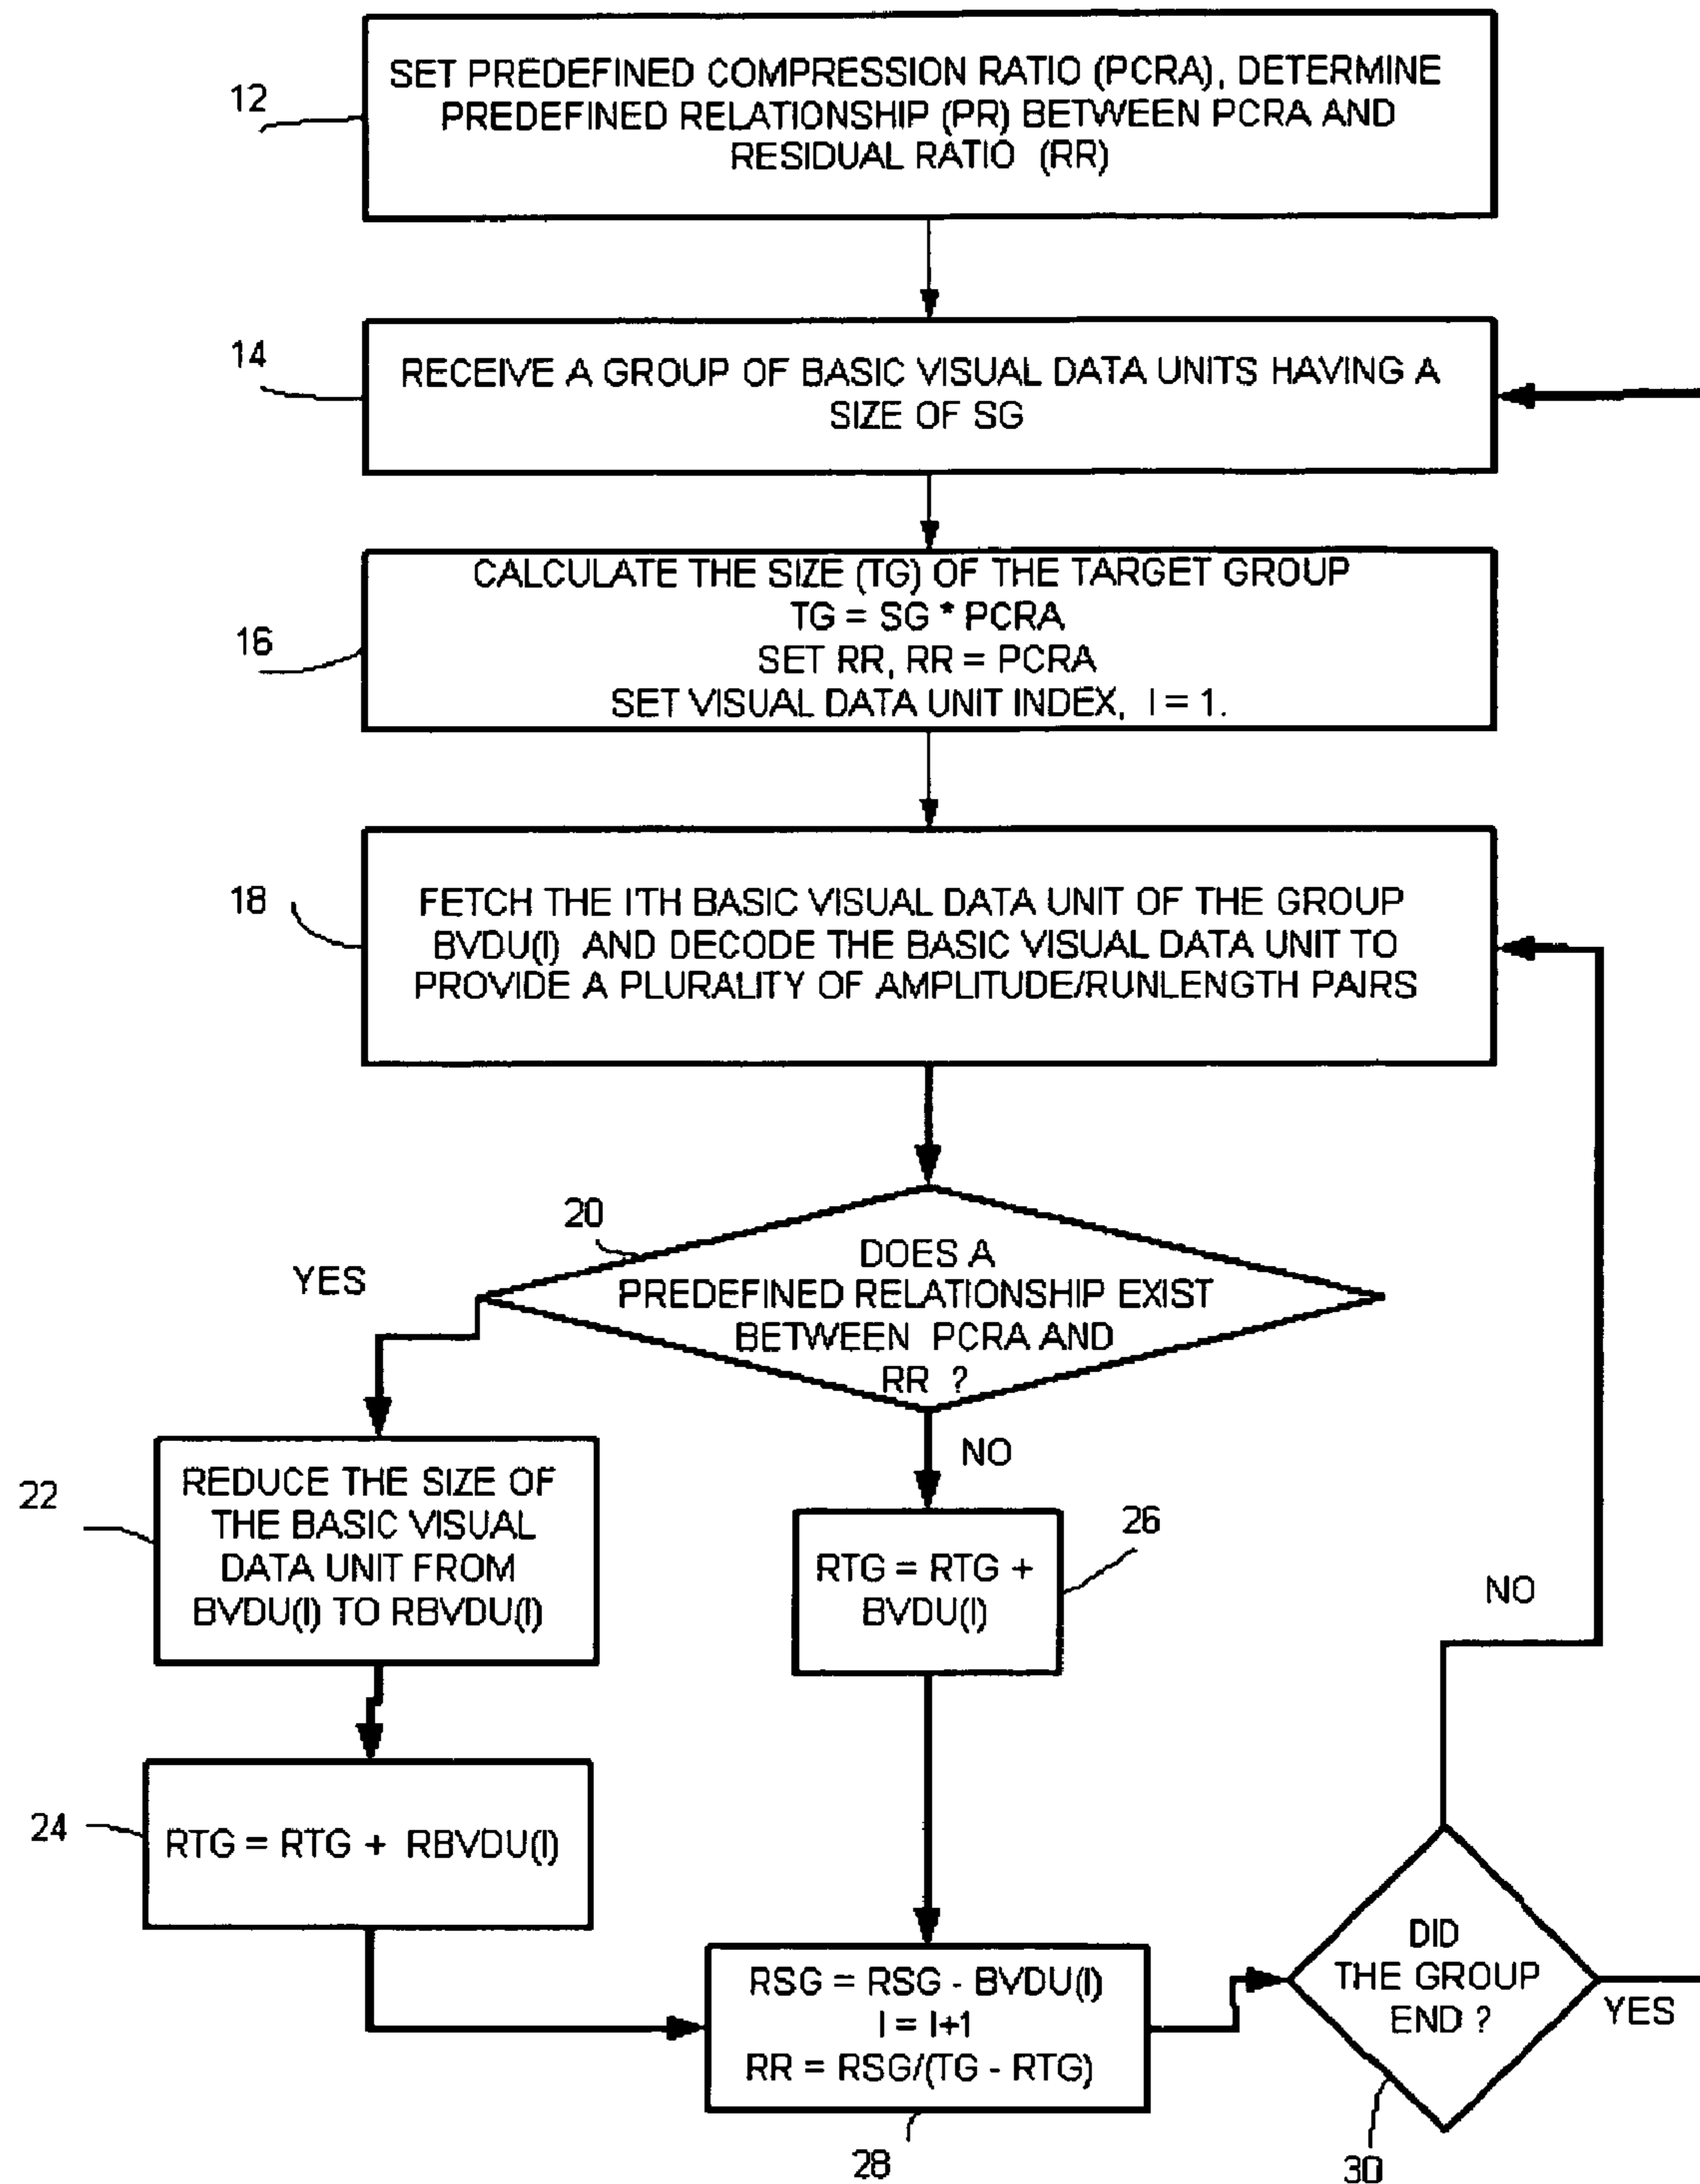 12
SET PREDEFINED COMPRESSION RATIO (PCRA), DETERMINE
PREDEFINED RELATIONSHIP (PR) BETWEEN PCRA AND
RESIDUAL RATIO (RR)
14
RECEIVE A GROUP OF BASIC VISUAL DATA UNITS HAVING A
SIZE OF SG
16
CALCULATE THE SIZE (TG) OF THE TARGET GROUP
TG = SG * PCRA
SET RR, RR = PCRA
SET VISUAL DATA UNIT INDEX, I = 1.
18
FETCH THE ITH BASIC VISUAL DATA UNIT OF THE GROUP
BVDU(I) AND DECODE THE BASIC VISUAL DATA UNIT TO
PROVIDE A PLURALITY OF AMPLITUDE/RUNLENGTH PAIRS
20
YES
DOES A
PREDEFINED RELATIONSHIP EXIST
BETWEEN PCRA AND
RR ?
NO
22
REDUCE THE SIZE OF
THE BASIC VISUAL
DATA UNIT FROM
BVDU(I) TO RBVDU(I)
26
RTG = RTG +
BVDU(I)
NO
24
RTG = RTG + RBVDU(I)
RSG = RSG - BVDU(I)
I = I+1
RR = RSG/(TG - RTG)
28
DID
THE GROUP
END ?
YES
30